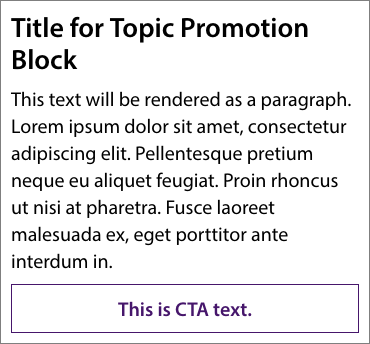 Title for Topic Promotion
Block
This text will be rendered as a paragraph.
Lorem ipsum dolor sit amet, consectetur
adipiscing elit. Pellentesque pretium
neque eu aliquet feugiat. Proin rhoncus
ut nisi at pharetra. Fusce laoreet
malesuada ex, eget porttitor ante
interdum in.
This is CTA text.